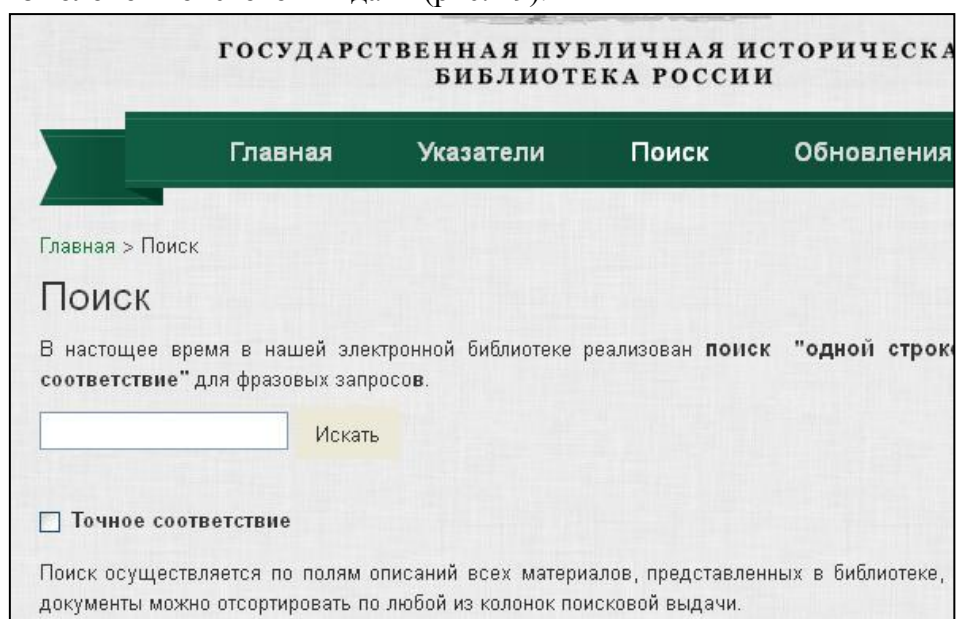 ГОСУДАРСТВЕННАЯ ПУБЛИЧНАЯ ИСТОРИЧЕСКА
БИБЛИОТЕКА РОССИИ
Главная Указатели Поиск Обновления
Главная > Поиск
Поиск
В настоящее время в нашей электронной библиотеке реализован поиск "одной строк
соответствие" для фразовых запросов.
Искать
Точное соответствие
Поиск осуществляется по полям описаний всех материалов, представленных в библиотеке,
документы можно отсортировать по любой из колонок поисковой выдачи.